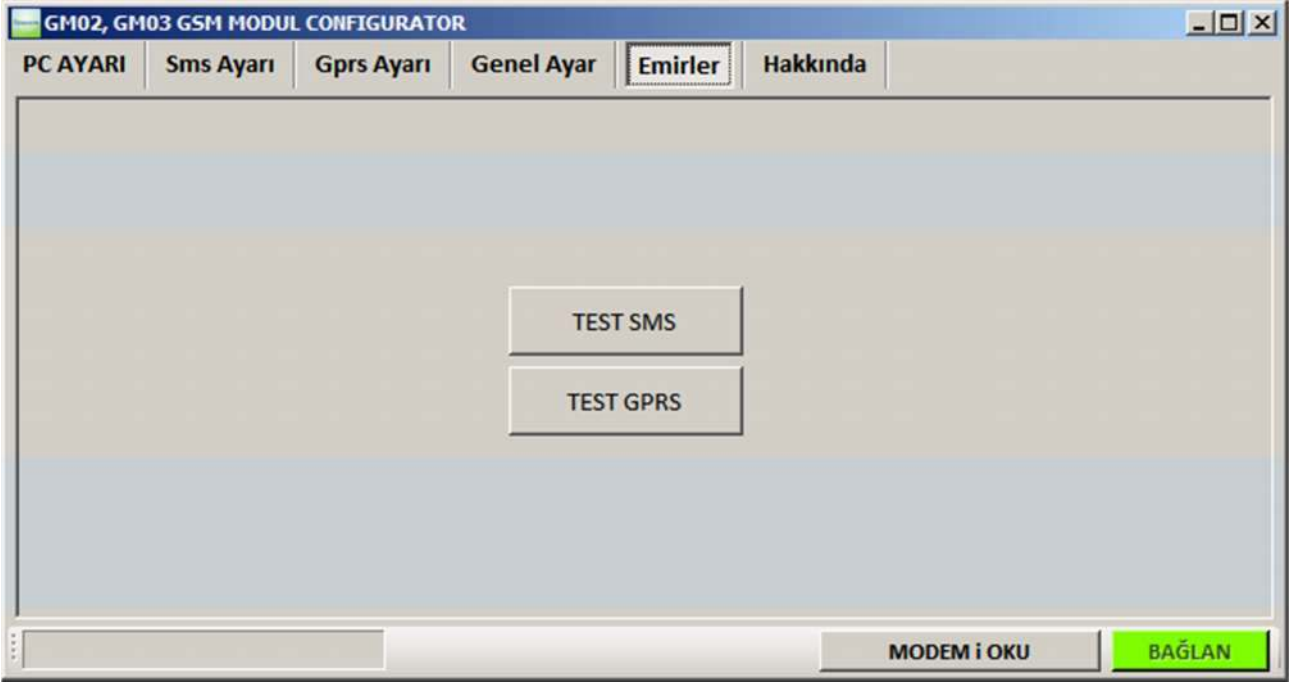 GM02, GM03 GSM MODUL CONFIGURATOR
PC AYARI Sms Ayarı Gprs Ayarı Genel Ayar Emirler Hakkında
TEST SMS
TEST GPRS
MODEM i OKU BAĞLAN